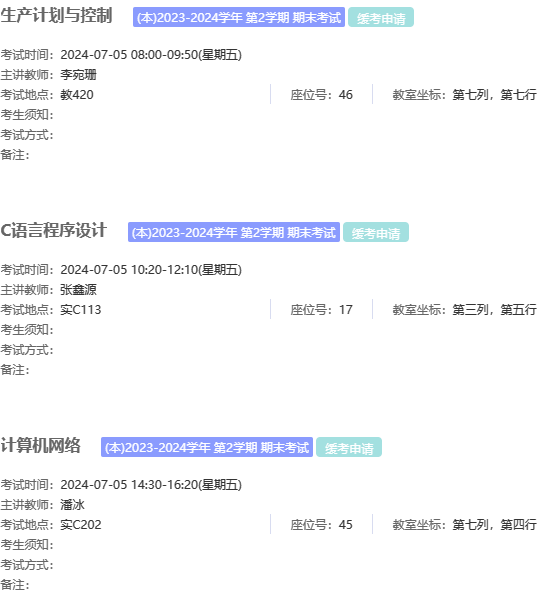 生产计划与控制 (本)2023-2024学年 第2学期 期末考试 缓考申请
考试时间: 2024-07-05 08:00-09:50(星期五)
主讲教师: 李宛珊
考试地点: 教420 座位号: 46 教室坐标: 第七列，第七行
考生须知:
考试方式:
备注:
C语言程序设计 (本)2023-2024学年 第2学期 期末考试 缓考申请
考试时间: 2024-07-05 10:20-12:10(星期五)
主讲教师: 张鑫源
考试地点: 实C113 座位号: 17 教室坐标: 第三列，第五行
考生须知:
考试方式:
备注:
计算机网络 (本)2023-2024学年 第2学期 期末考试 缓考申请
考试时间: 2024-07-05 14:30-16:20(星期五)
主讲教师: 潘冰
考试地点: 实C202 座位号: 45 教室坐标: 第七列，第四行
考生须知:
考试方式:
备注: